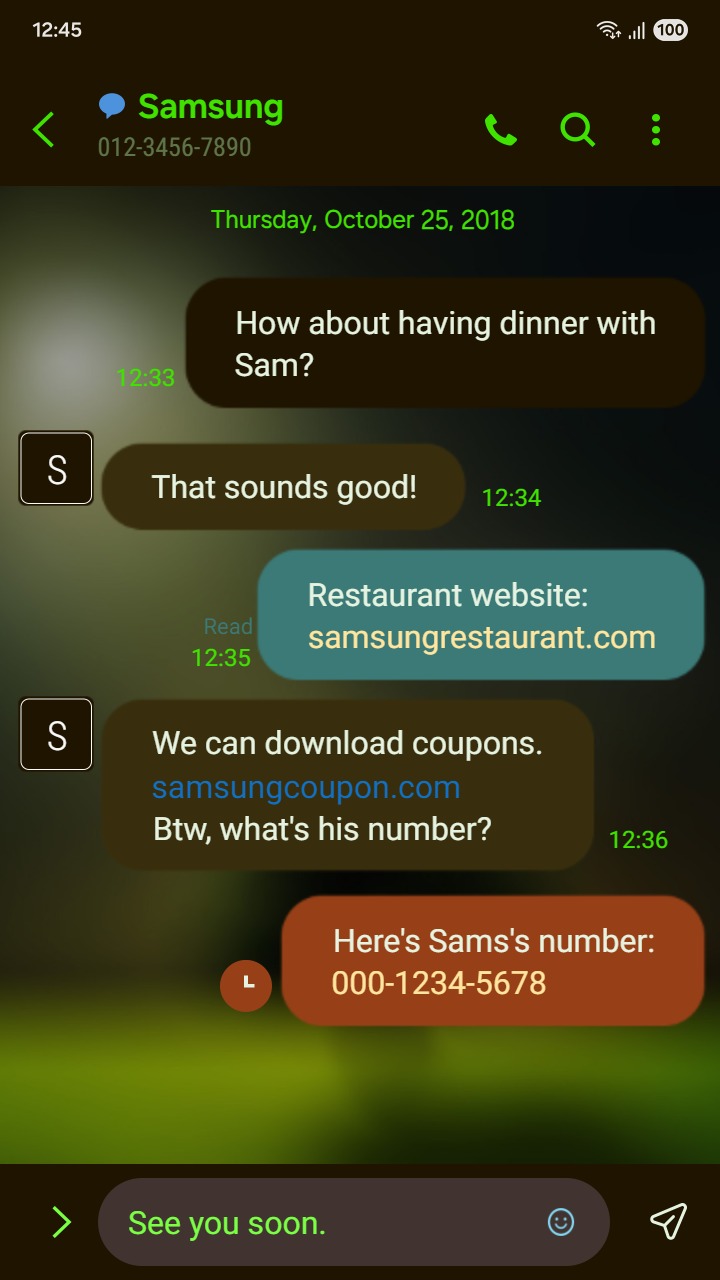 12:45
100
Samsung
012-3456-7890
Thursday, October 25, 2018
How about having dinner with
Sam?
12:33
S
That sounds good!
12:34
Restaurant website:
samsungrestaurant.com
Read
12:35
S
We can download coupons.
samsungcoupon.com
Btw, what's his number?
12:36
Here's Sams's number:
000-1234-5678
See you soon.